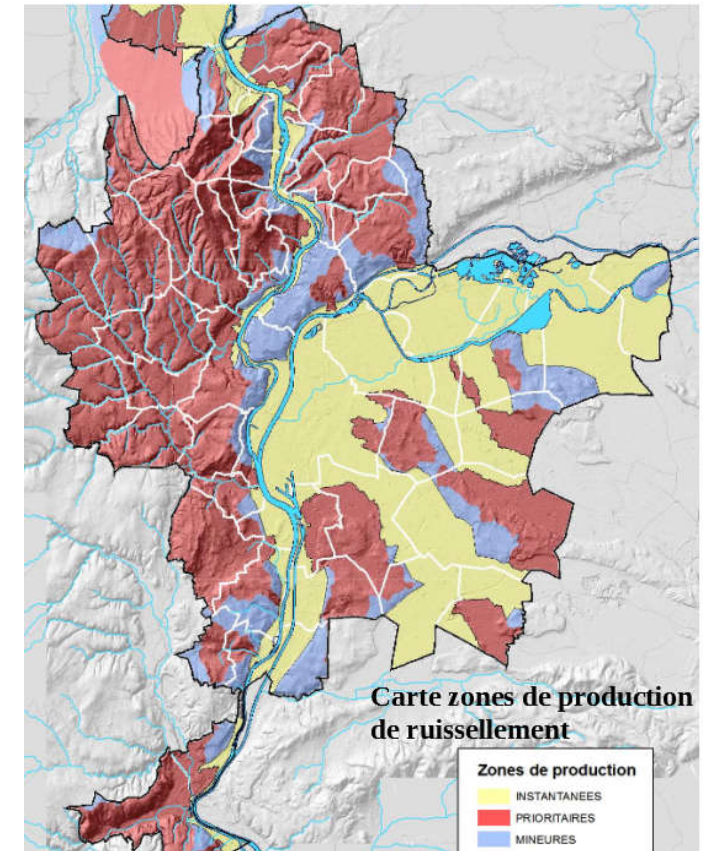 Carte zones de production
de ruissellement
Zones de production
INSTANTANEES
PRIORITAIRES
MINEURES